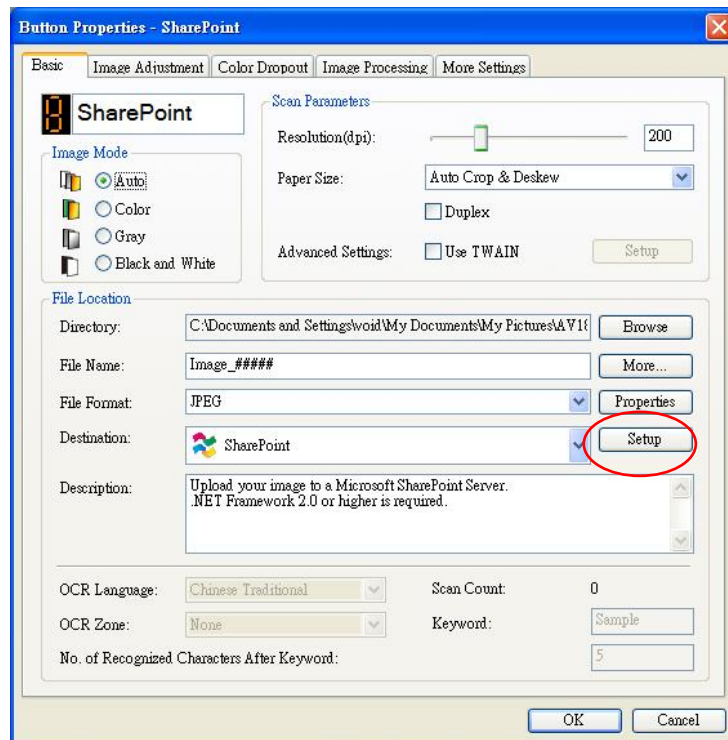 Button Properties - SharePoint
Basic Image Adjustment Color Dropout Image Processing More Settings
8 SharePoint
Image Mode
Auto
Color
Gray
Black and White
Scan Parameters
Resolution(dpi): 200
Paper Size: Auto Crop & Deskew
Duplex
Advanced Settings: Use TWAIN Setup
File Location
Directory: C:\Documents and Settings\void\My Documents\My Pictures\AV18 Browse
File Name: Image_##### More...
File Format: JPEG Properties
Destination: SharePoint Setup
Description: Upload your image to a Microsoft SharePoint Server.
.NET Framework 2.0 or higher is required.
OCR Language: Chinese Traditional Scan Count: 0
OCR Zone: None Keyword: Sample
No. of Recognized Characters After Keyword: 5
OK Cancel